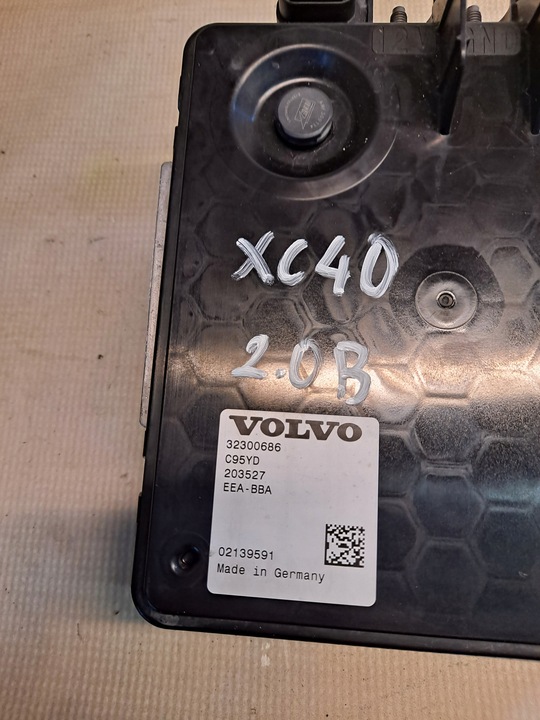 XC40
2.0B
VOLVO
32300686
C95YD
203527
EEA-BBA
02139591
Made in Germany